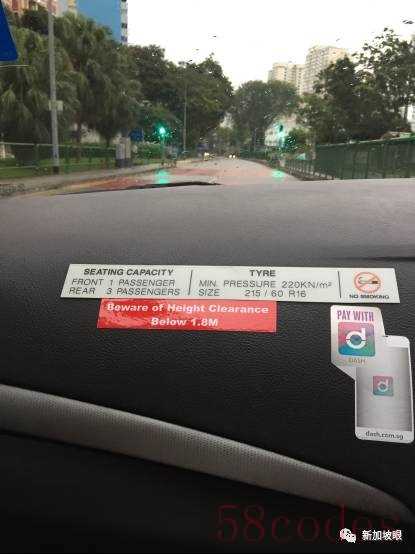 SEATING CAPACITY
FRONT 1 PASSENGER
REAR 3 PASSENGERS
TYRE
MIN. PRESSURE 220KN/m²
SIZE 215 / 60 R16
NO SMOKING
Beware of Height Clearance
Below 1.8M
PAY WITH
d
DASH
d
dash.com.sg
58codes
新加坡眼